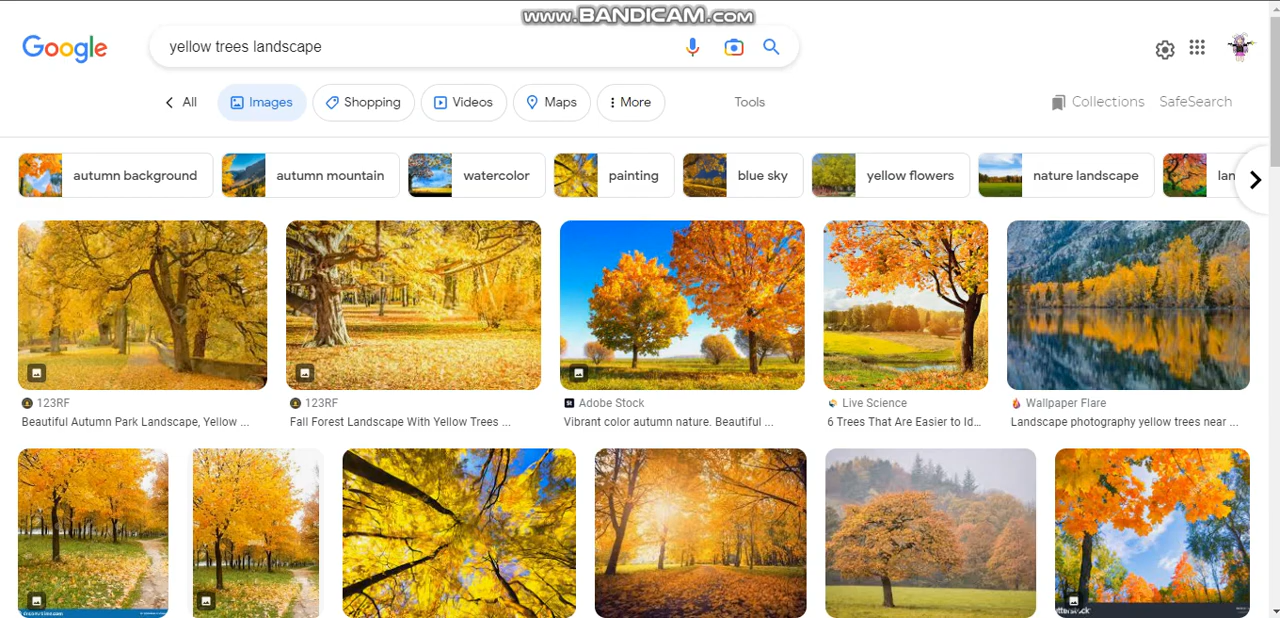 www.BANDICAM.com
Google
yellow trees landscape
All
Images
Shopping
Videos
Maps
More
Tools
Collections
SafeSearch
autumn background
autumn mountain
watercolor
painting
blue sky
yellow flowers
nature landscape
lan
123RF
Beautiful Autumn Park Landscape, Yellow ...
123RF
Fall Forest Landscape With Yellow Trees ...
Adobe Stock
Vibrant color autumn nature. Beautiful ...
Live Science
6 Trees That Are Easier to Id...
Wallpaper Flare
Landscape photography yellow trees near ...